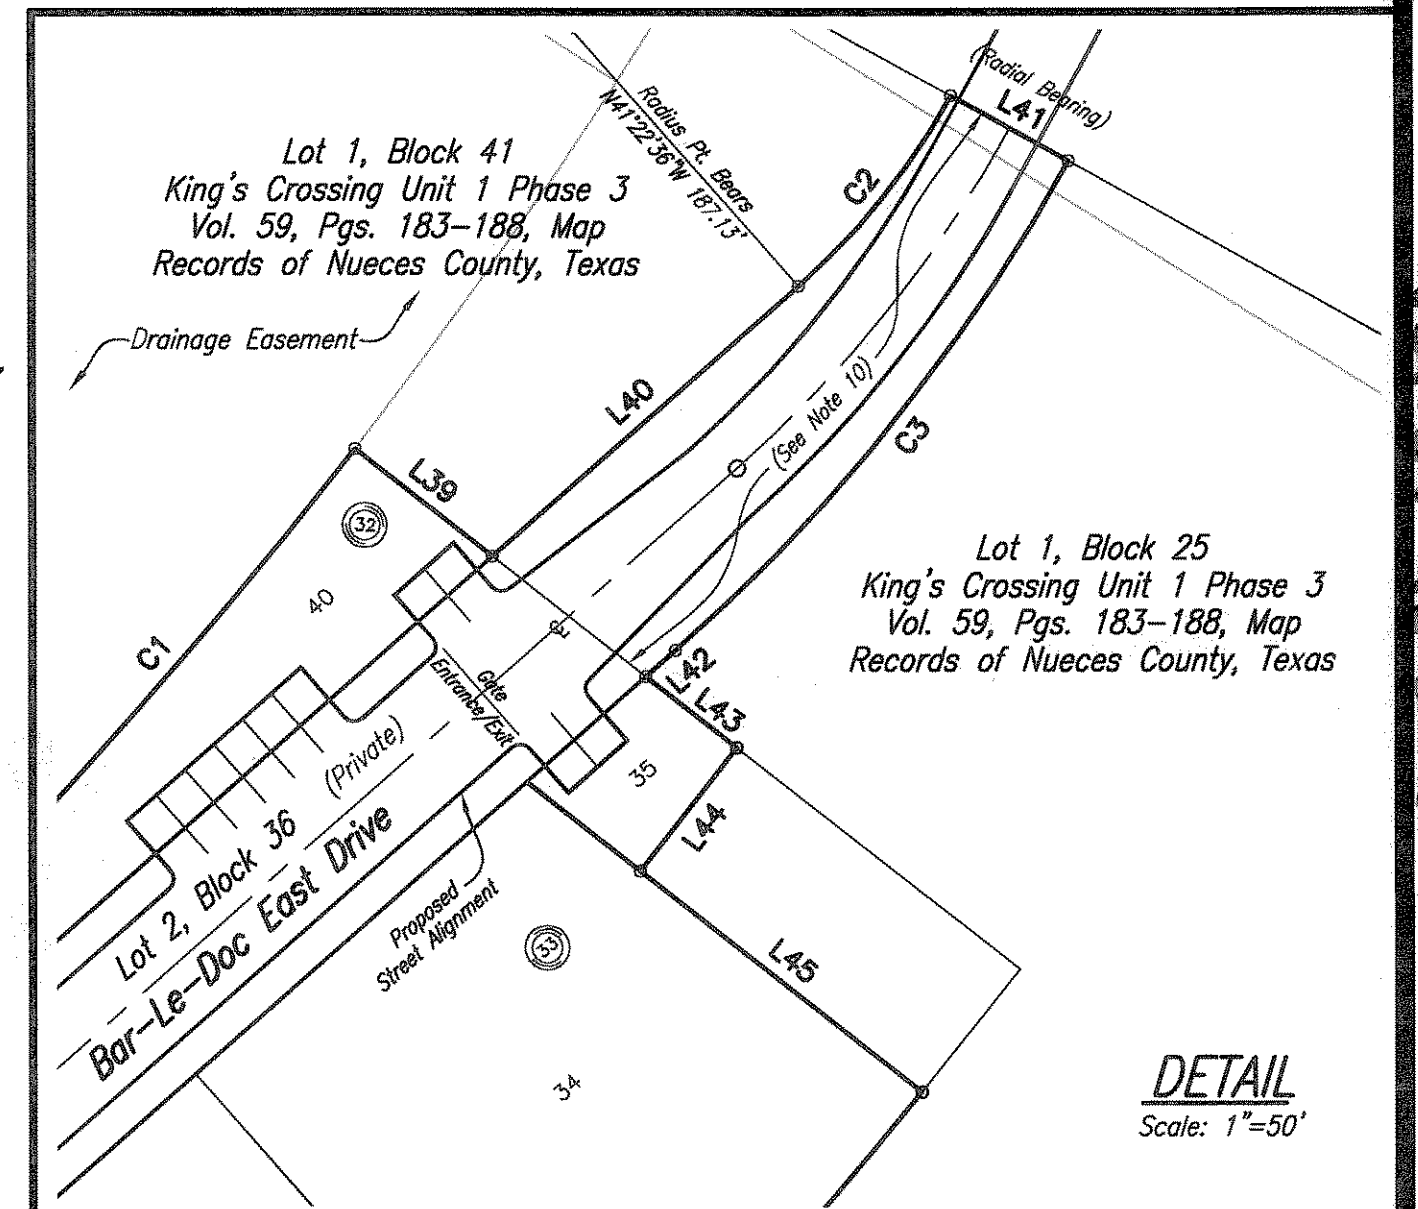 (Radial Bearing)
L41
Radius Pt. Bears
N41°22'36"W 187.13'
C2
Lot 1, Block 41
King's Crossing Unit 1 Phase 3
Vol. 59, Pgs. 183-188, Map
Records of Nueces County, Texas
Drainage Easement
L40
(See Note 10)
C3
L39
32
40
C1
Lot 1, Block 25
King's Crossing Unit 1 Phase 3
Vol. 59, Pgs. 183-188, Map
Records of Nueces County, Texas
Gate
Entrance/Exit
L42
L43
35
L44
(Private)
Lot 2, Block 36
Bar-Le-Doc East Drive
Proposed
Street Alignment
33
L45
34
DETAIL
Scale: 1"=50'